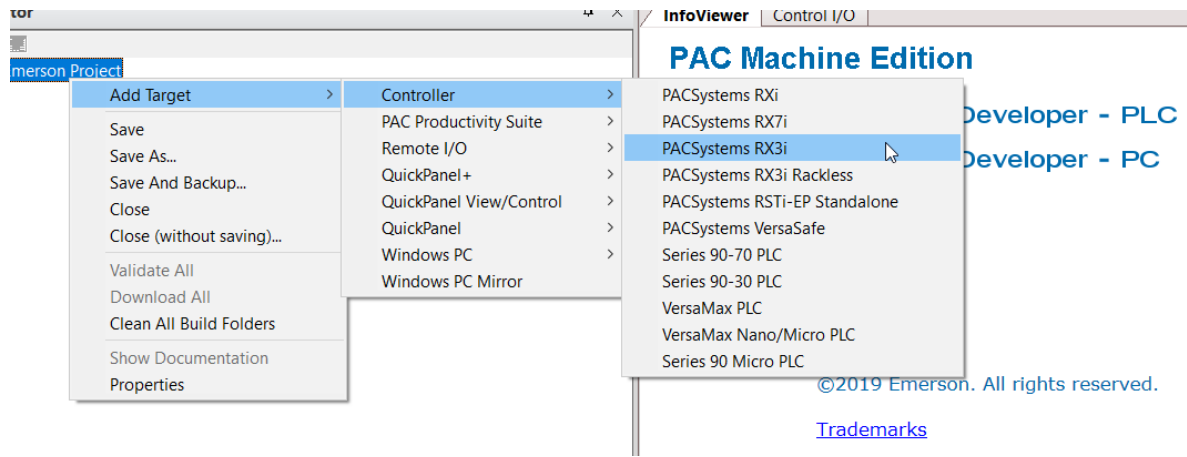 InfoViewer
Control I/O
Emerson Project
PAC Machine Edition
Developer - PLC
Developer - PC
Add Target
Save
Save As...
Save And Backup...
Close
Close (without saving)...
Validate All
Download All
Clean All Build Folders
Show Documentation
Properties
Controller
PAC Productivity Suite
Remote I/O
QuickPanel+
QuickPanel View/Control
QuickPanel
Windows PC
Windows PC Mirror
PACSystems RXi
PACSystems RX7i
PACSystems RX3i
PACSystems RX3i Rackless
PACSystems RSTi-EP Standalone
PACSystems VersaSafe
Series 90-70 PLC
Series 90-30 PLC
VersaMax PLC
VersaMax Nano/Micro PLC
Series 90 Micro PLC
©2019 Emerson. All rights reserved.
Trademarks